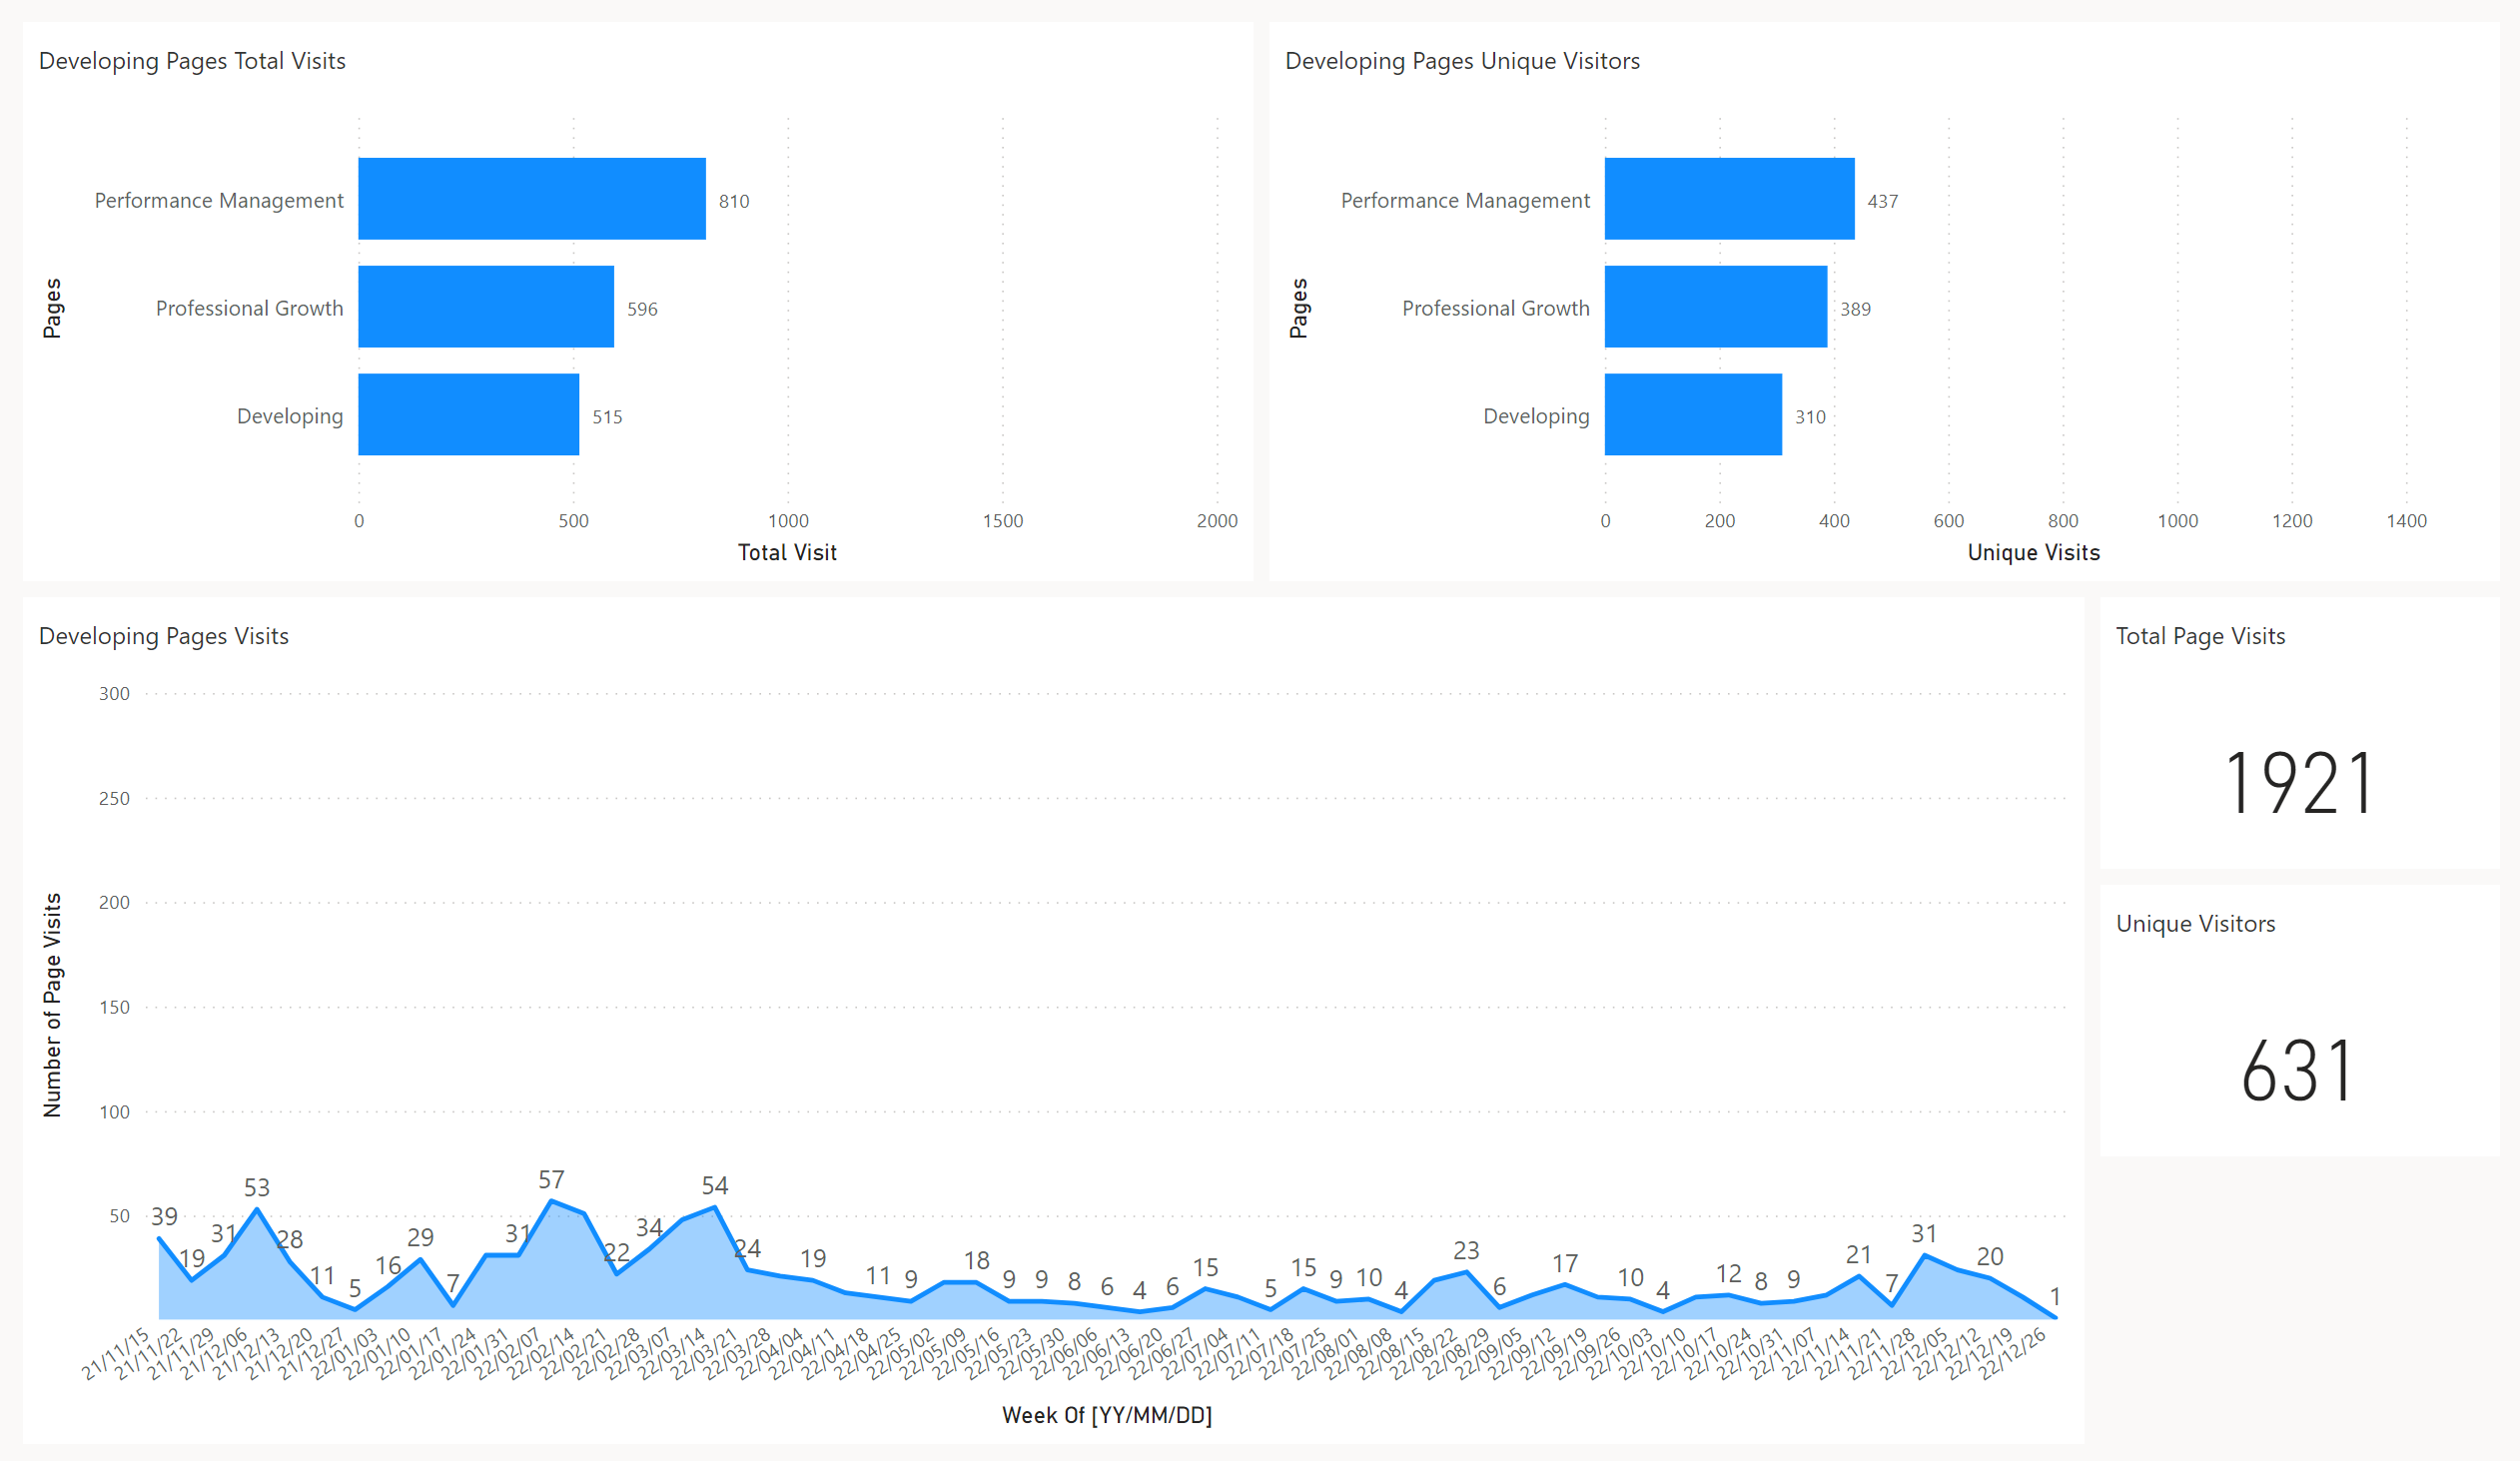 Developing Pages Total Visits
Pages
Performance Management 810
Professional Growth 596
Developing 515
0 500 1000 1500 2000
Total Visit
Developing Pages Unique Visitors
Pages
Performance Management 437
Professional Growth 389
Developing 310
0 200 400 600 800 1000 1200 1400
Unique Visits
Developing Pages Visits
Number of Page Visits
300
250
200
150
100
50
39 19 31 53 28 11 5 16 29 7 31 57 22 34 54 24 19 11 9 18 9 9 8 6 4 6 15 5 15 9 10 4 23 6 17 10 4 12 8 9 21 7 31 20 1
21/11/15 21/11/22 21/11/29 21/12/06 21/12/13 21/12/20 21/12/27 22/01/03 22/01/10 22/01/17 22/01/24 22/01/31 22/02/07 22/02/14 22/02/21 22/02/28 22/03/07 22/03/14 22/03/21 22/03/28 22/04/04 22/04/11 22/04/18 22/04/25 22/05/02 22/05/09 22/05/16 22/05/23 22/05/30 22/06/06 22/06/13 22/06/20 22/06/27 22/07/04 22/07/11 22/07/18 22/07/25 22/08/01 22/08/08 22/08/15 22/08/22 22/08/29 22/09/05 22/09/12 22/09/19 22/09/26 22/10/03 22/10/10 22/10/17 22/10/24 22/10/31 22/11/07 22/11/14 22/11/21 22/11/28 22/12/05 22/12/12 22/12/19 22/12/26
Week Of [YY/MM/DD]
Total Page Visits
1921
Unique Visitors
631